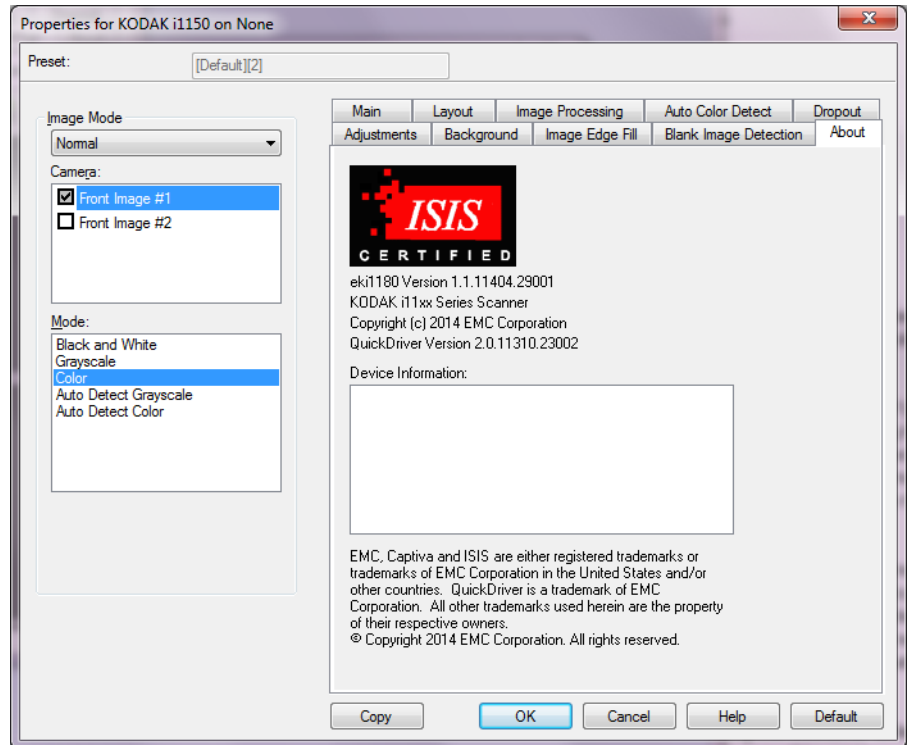 Properties for KODAK i1150 on None
Preset:
[Default][2]
Image Mode
Normal
Camera:
Front Image #1
Front Image #2
Mode:
Black and White
Grayscale
Color
Auto Detect Grayscale
Auto Detect Color
Main Layout Image Processing Auto Color Detect Dropout
Adjustments Background Image Edge Fill Blank Image Detection About
ISIS
CERTIFIED
eki1180 Version 1.1.11404.29001
KODAK i11xx Series Scanner
Copyright (c) 2014 EMC Corporation
QuickDriver Version 2.0.11310.23002
Device Information:
EMC, Captiva and ISIS are either registered trademarks or
trademarks of EMC Corporation in the United States and/or
other countries. QuickDriver is a trademark of EMC
Corporation. All other trademarks used herein are the property
of their respective owners.
© Copyright 2014 EMC Corporation. All rights reserved.
Copy OK Cancel Help Default